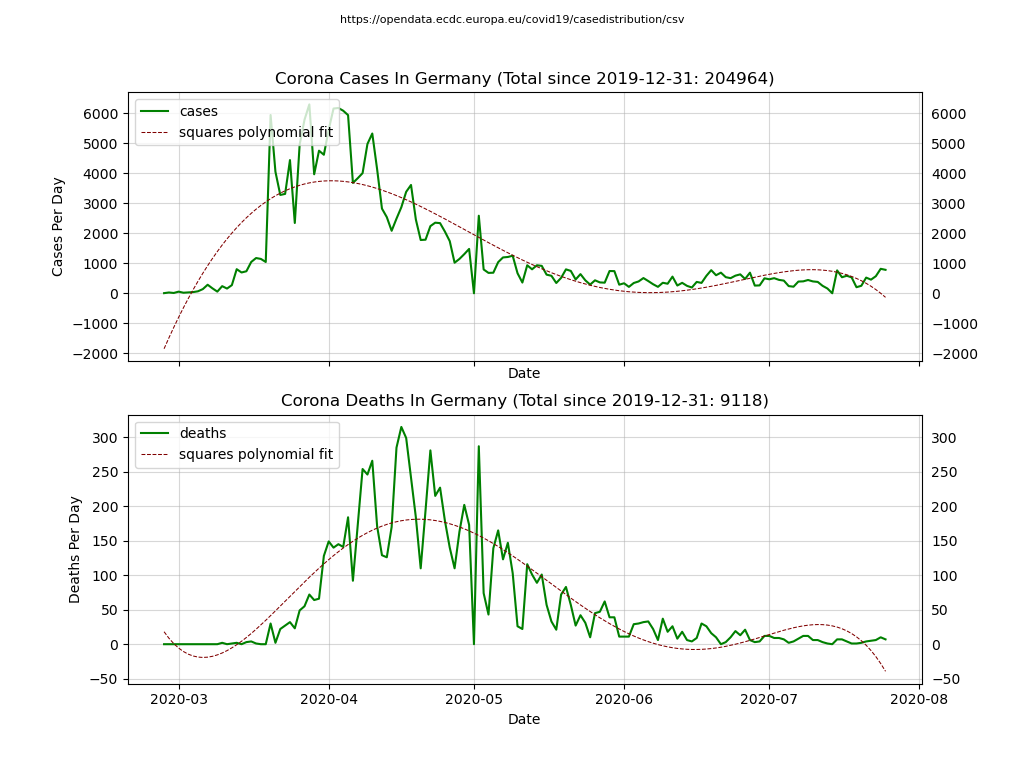 https://opendata.ecdc.europa.eu/covid19/casedistribution/csv
Corona Cases In Germany (Total since 2019-12-31: 204964)
cases
squares polynomial fit
Cases Per Day
6000
5000
4000
3000
2000
1000
0
−1000
−2000
6000
5000
4000
3000
2000
1000
0
−1000
−2000
Date
Corona Deaths In Germany (Total since 2019-12-31: 9118)
deaths
squares polynomial fit
Deaths Per Day
300
250
200
150
100
50
0
−50
300
250
200
150
100
50
0
−50
2020-03 2020-04 2020-05 2020-06 2020-07 2020-08
Date